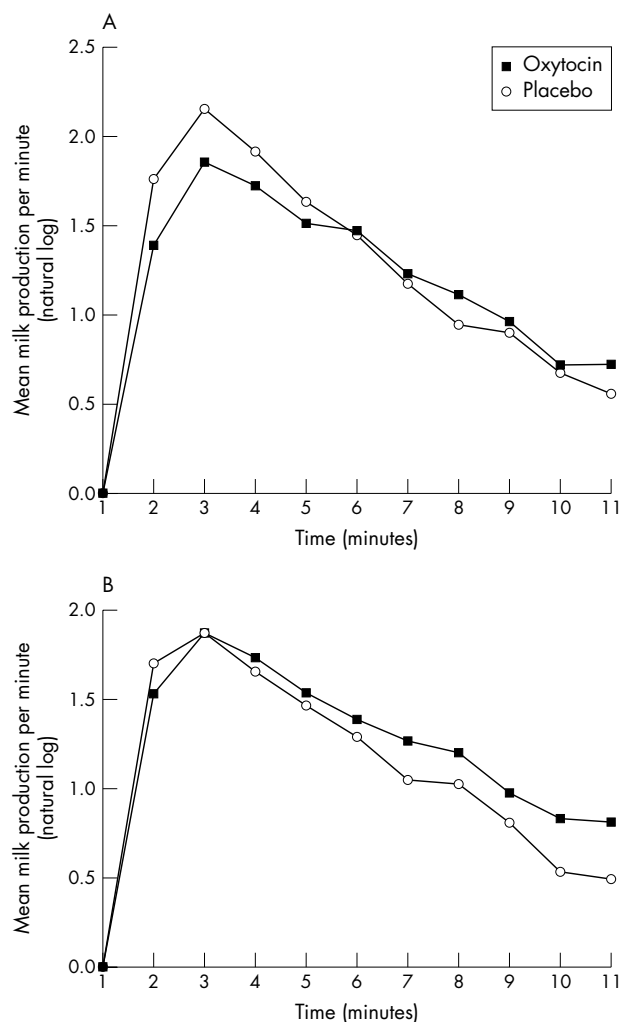 A
2.5
Oxytocin
Placebo
2.0
1.5
1.0
0.5
0.0
Mean milk production per minute
(natural log)
1 2 3 4 5 6 7 8 9 10 11
Time (minutes)
B
2.0
1.5
1.0
0.5
0.0
Mean milk production per minute
(natural log)
1 2 3 4 5 6 7 8 9 10 11
Time (minutes)